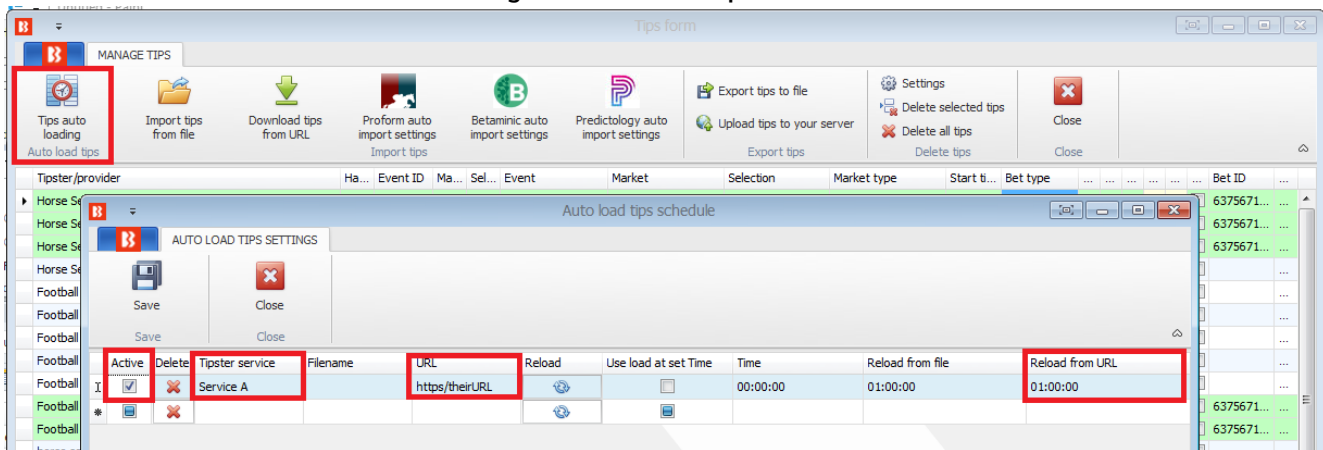 Tips form
MANAGE TIPS
Tips auto loading
Import tips from file
Download tips from URL
Proform auto import settings
Betaminic auto import settings
Predictology auto import settings
Export tips to file
Upload tips to your server
Settings
Delete selected tips
Delete all tips
Close
Auto load tips
Import tips
Export tips
Delete tips
Close
Tipster/provider Ha... Event ID Ma... Sel... Event Market Selection Market type Start ti... Bet type ... ... ... ... ... Bet ID ...
Horse Se 6375671... ...
Auto load tips schedule
Horse Se 6375671... ...
AUTO LOAD TIPS SETTINGS
Horse Se 6375671... ...
Horse Se ...
Football ...
Save Close
Football ...
Football ...
Save Close
Football ...
Active Delete Tipster service Filename URL Reload Use load at set Time Time Reload from file Reload from URL
Football ...
Service A https/theirURL 00:00:00 01:00:00 01:00:00
Football 6375671... ...
Football 6375671... ...